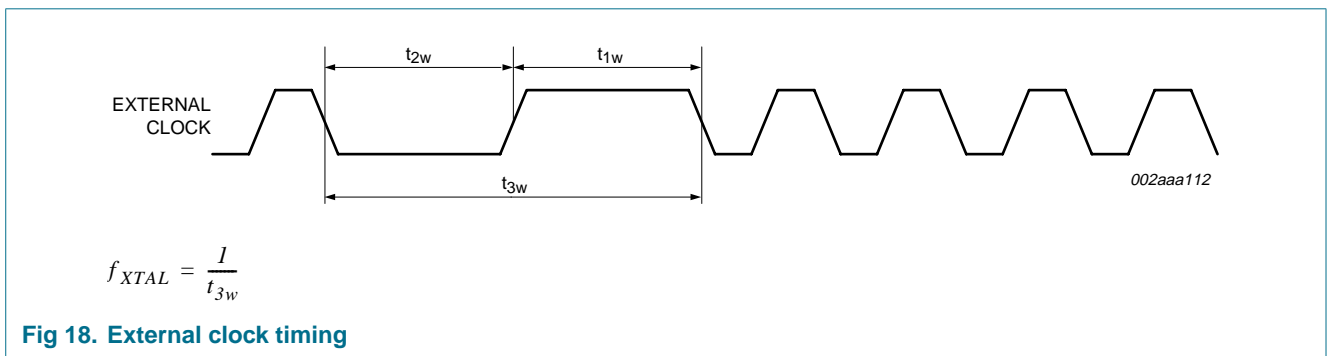 t2w
t1w
EXTERNAL
CLOCK
t3w
002aaa112
fXTAL = 1
t3w
Fig 18. External clock timing